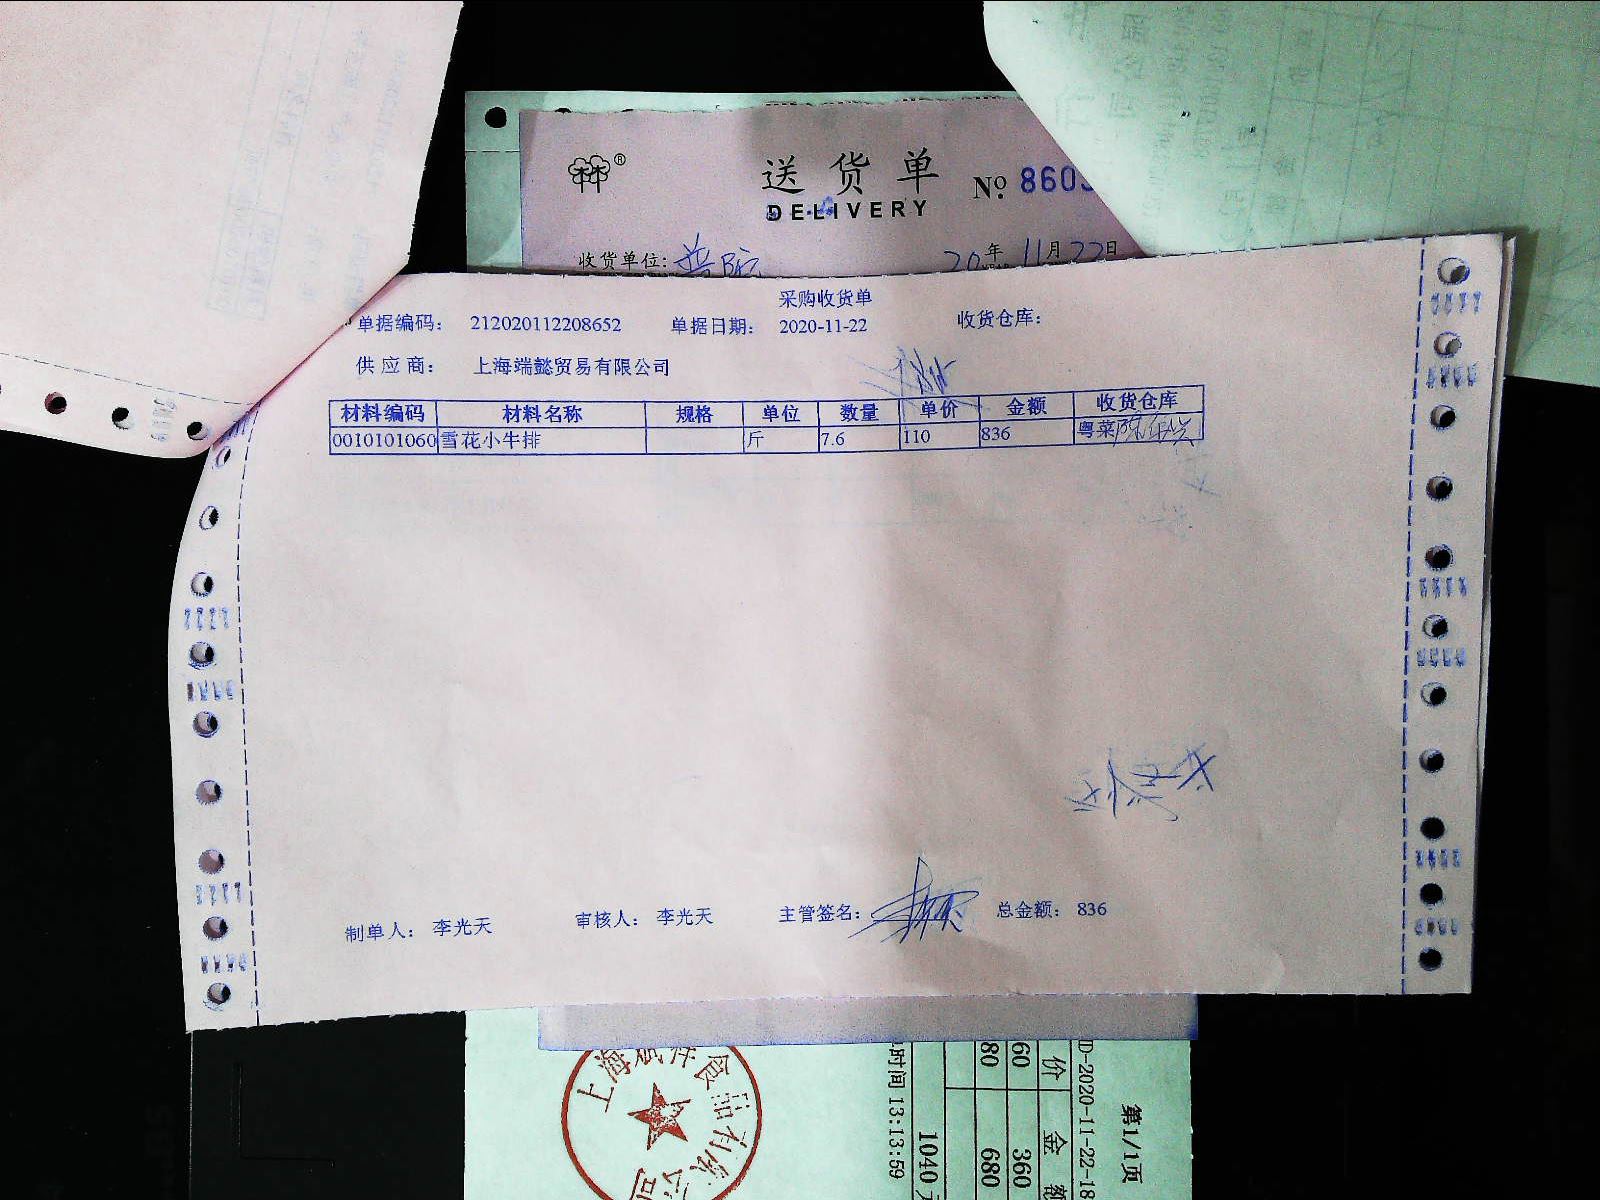 送货单
DELIVERY
No. 860
收货单位:
20年11月22日
采购收货单
单据编码: 212020112208652 单据日期: 2020-11-22 收货仓库:
供应商: 上海端懿贸易有限公司
材料编码 材料名称 规格 单位 数量 单价 金额 收货仓库
0010101060 雪花小牛排 斤 7.6 110 836 粤菜
制单人: 李光天 审核人: 李光天 主管签名: 总金额: 836
第1/1页
D-2020-11-22-18
价 金 额
60 360
80 680
1040
时间 13:13:59